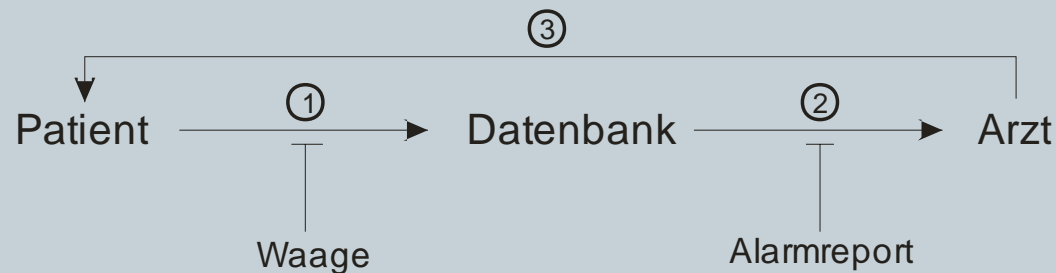 ③
① ②
Patient Datenbank Arzt
Waage Alarmreport